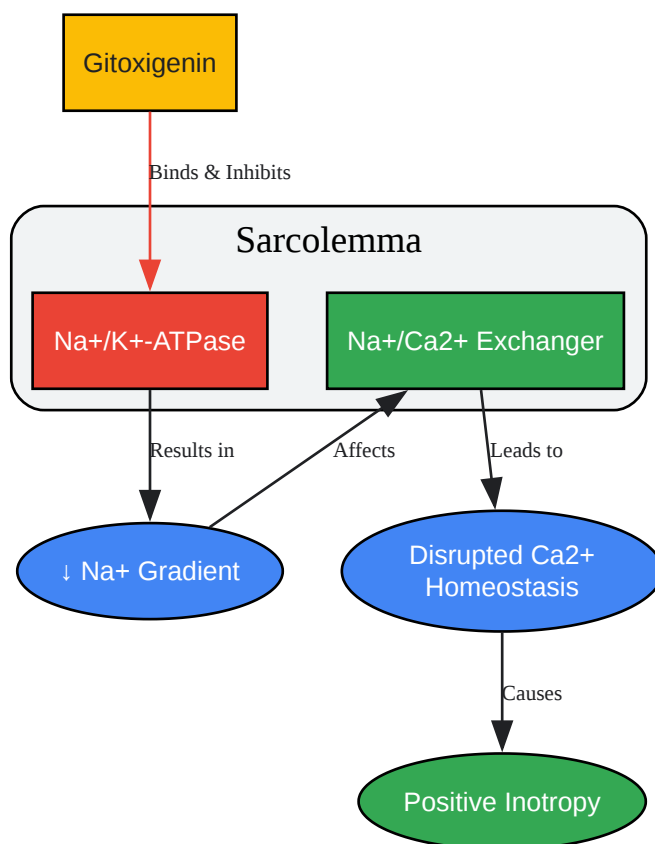 Gitoxigenin
Binds & Inhibits
Sarcolemma
Na+/K+-ATPase
Na+/Ca2+ Exchanger
Results in
Affects
Leads to
↓ Na+ Gradient
Disrupted Ca2+
Homeostasis
Causes
Positive Inotropy